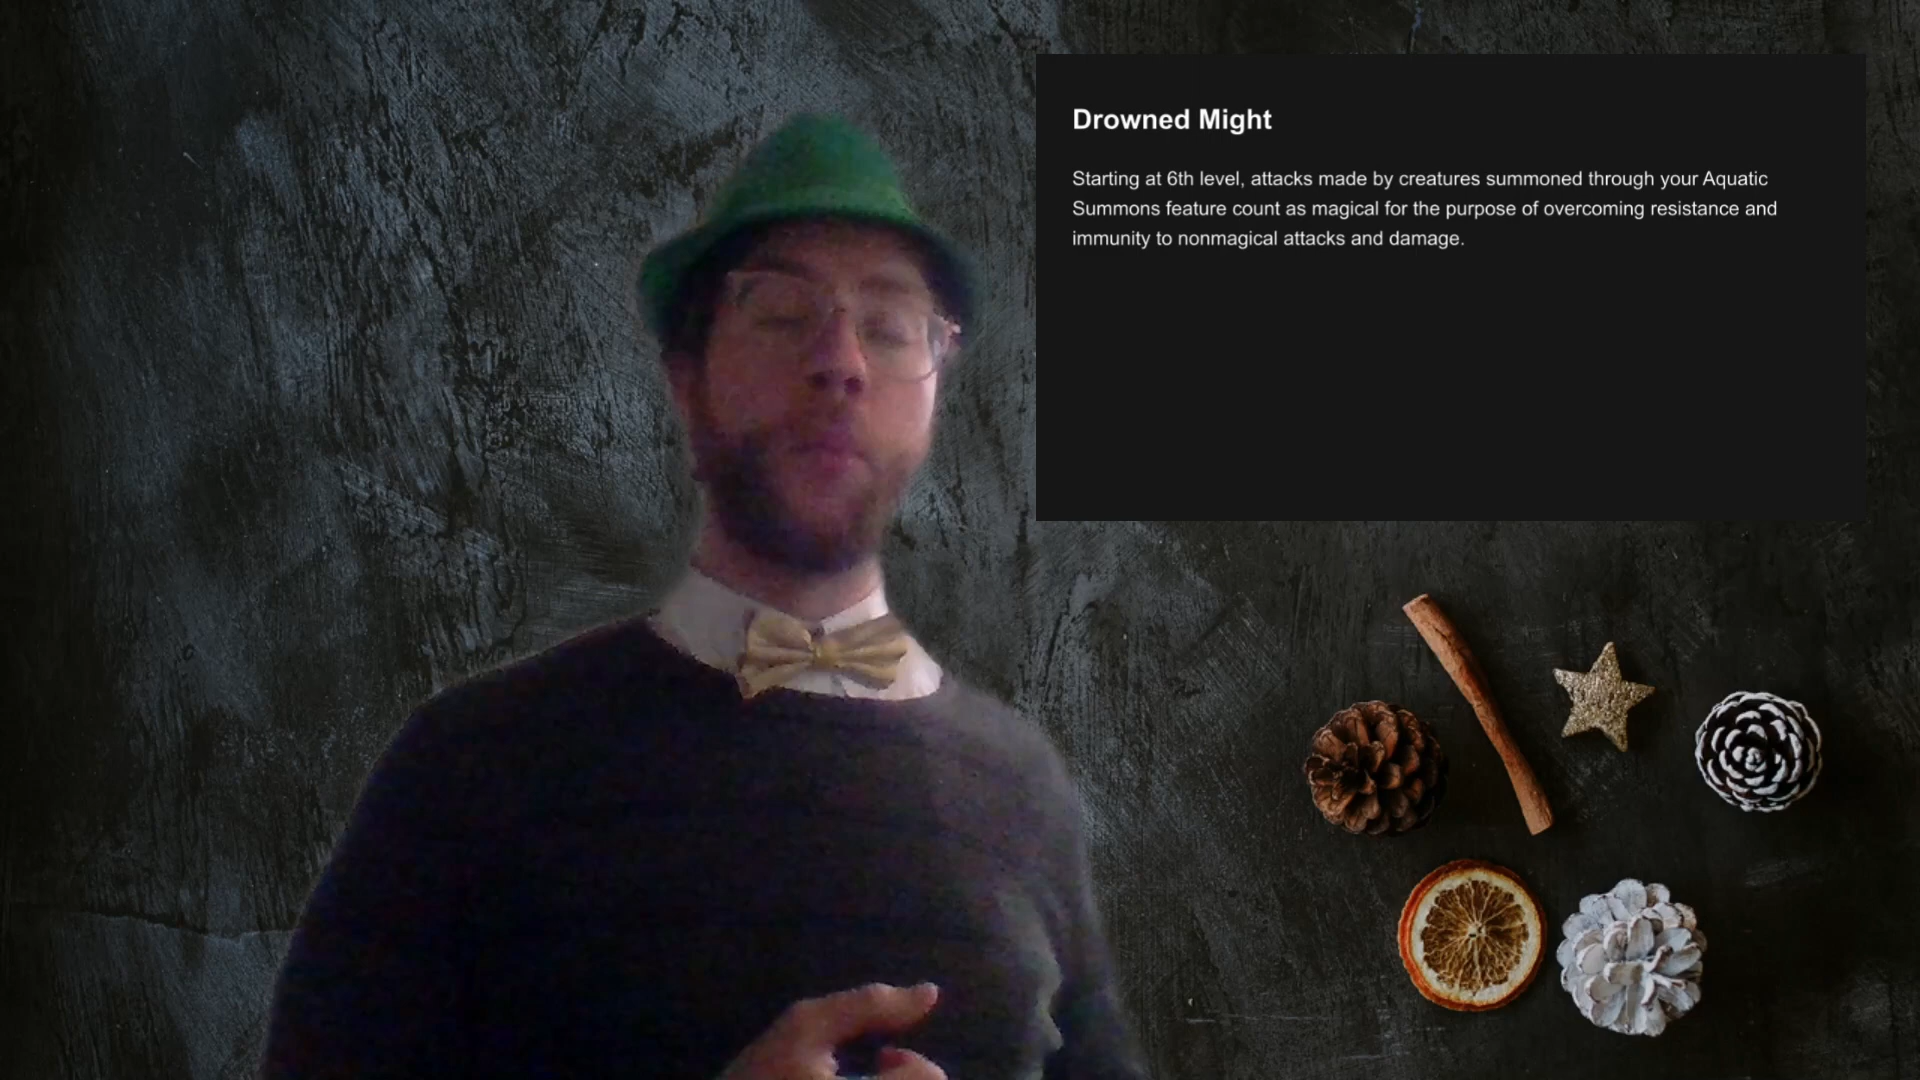 Drowned Might
Starting at 6th level, attacks made by creatures summoned through your Aquatic
Summons feature count as magical for the purpose of overcoming resistance and
immunity to nonmagical attacks and damage.